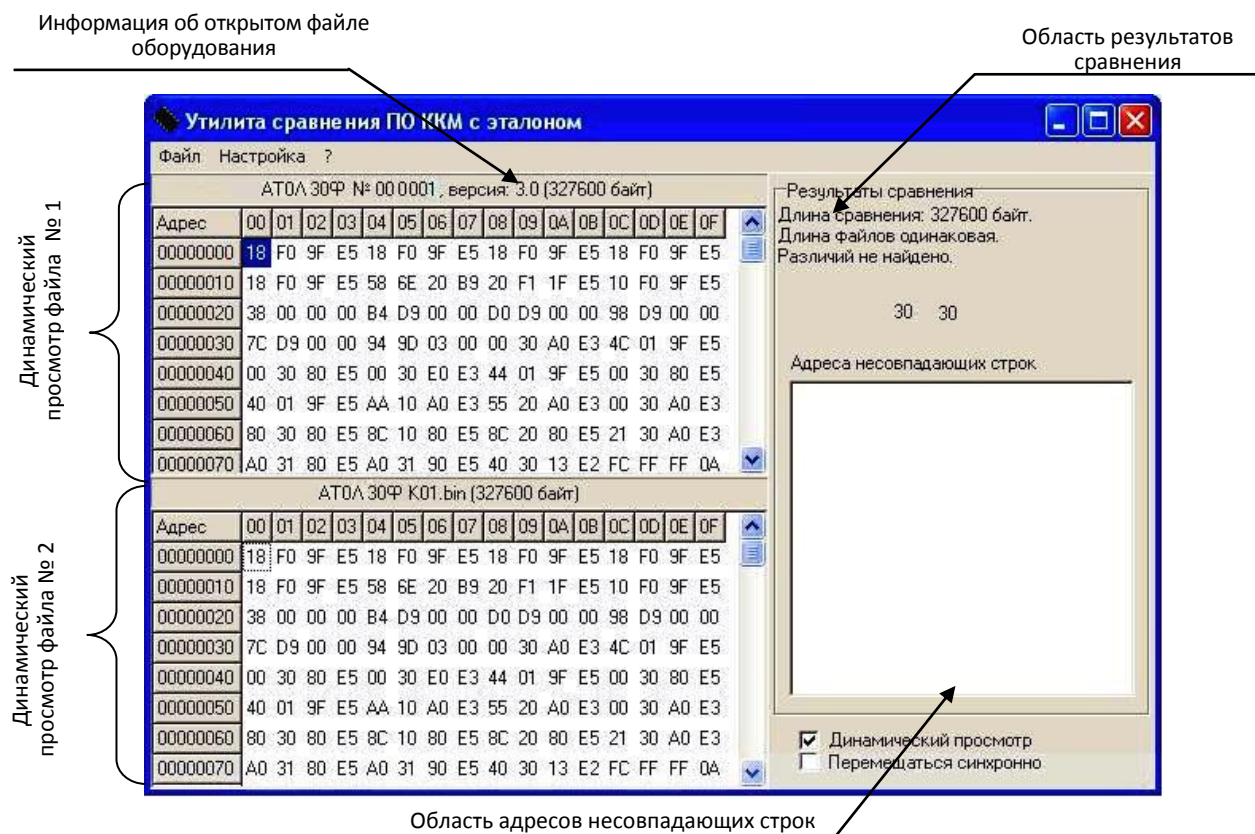 Информация об открытом файле
оборудования
Область результатов
сравнения
Утилита сравнения ПО ККМ с эталоном
Файл Настройка ?
Динамический
просмотр файла № 1
АТОЛ 30Ф № 00 0001 , версия: 3.0 (327600 байт)
Адрес 00 01 02 03 04 05 06 07 08 09 0A 0B 0C 0D 0E 0F
00000000 18 F0 9F E5 18 F0 9F E5 18 F0 9F E5 18 F0 9F E5
00000010 18 F0 9F E5 58 6E 20 B9 20 F1 1F E5 10 F0 9F E5
00000020 38 00 00 00 B4 D9 00 00 D0 D9 00 00 98 D9 00 00
00000030 7C D9 00 00 94 9D 03 00 00 30 A0 E3 4C 01 9F E5
00000040 00 30 80 E5 00 30 E0 E3 44 01 9F E5 00 30 80 E5
00000050 40 01 9F E5 AA 10 A0 E3 55 20 A0 E3 00 30 A0 E3
00000060 80 30 80 E5 8C 10 80 E5 8C 20 80 E5 21 30 A0 E3
00000070 A0 31 80 E5 A0 31 90 E5 40 30 13 E2 FC FF FF 0A
Динамический
просмотр файла № 2
АТОЛ 30Ф K01.bin (327600 байт)
Адрес 00 01 02 03 04 05 06 07 08 09 0A 0B 0C 0D 0E 0F
00000000 18 F0 9F E5 18 F0 9F E5 18 F0 9F E5 18 F0 9F E5
00000010 18 F0 9F E5 58 6E 20 B9 20 F1 1F E5 10 F0 9F E5
00000020 38 00 00 00 B4 D9 00 00 D0 D9 00 00 98 D9 00 00
00000030 7C D9 00 00 94 9D 03 00 00 30 A0 E3 4C 01 9F E5
00000040 00 30 80 E5 00 30 E0 E3 44 01 9F E5 00 30 80 E5
00000050 40 01 9F E5 AA 10 A0 E3 55 20 A0 E3 00 30 A0 E3
00000060 80 30 80 E5 8C 10 80 E5 8C 20 80 E5 21 30 A0 E3
00000070 A0 31 80 E5 A0 31 90 E5 40 30 13 E2 FC FF FF 0A
Результаты сравнения
Длина сравнения: 327600 байт.
Длина файлов одинаковая.
Различий не найдено.
30 30
Адреса несовпадающих строк
Динамический просмотр
Перемещаться синхронно
Область адресов несовпадающих строк